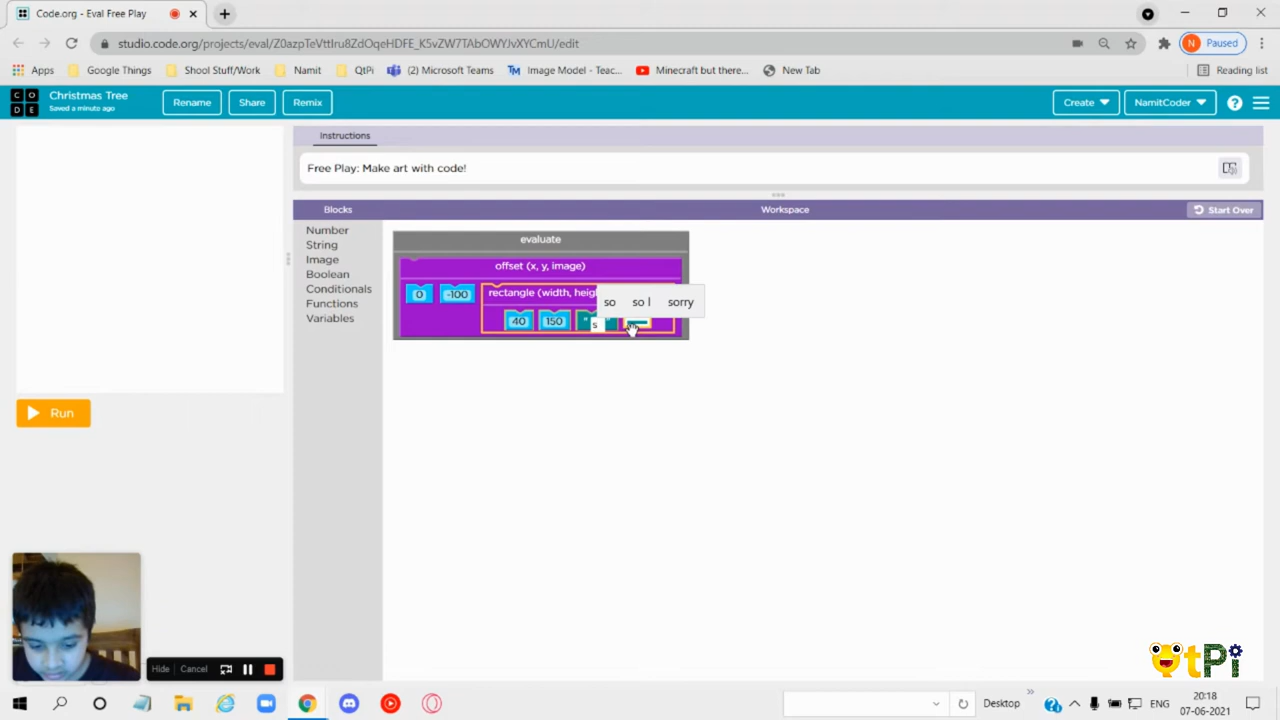 Code.org - Eval Free Play
studio.code.org/projects/eval/Z0azpTeVttIru8ZdOqeHDFE_K5vZW7TAbOWYJvXYCmU/edit
N Paused
Apps Google Things Shool Stuff/Work Namit QtPi (2) Microsoft Teams Image Model - Teac... Minecraft but there... New Tab Reading list
CODE
Christmas Tree
Saved a minute ago
Rename Share Remix
Create NamitCoder ?
Instructions
Free Play: Make art with code!
Blocks Workspace Start Over
Number
String
Image
Boolean
Conditionals
Functions
Variables
evaluate
offset (x, y, image)
0 -100 rectangle (width, heig
so so I sorry
40 150 " s "
Run
Hide Cancel
QtPi
Desktop
ENG
20:18
07-06-2021